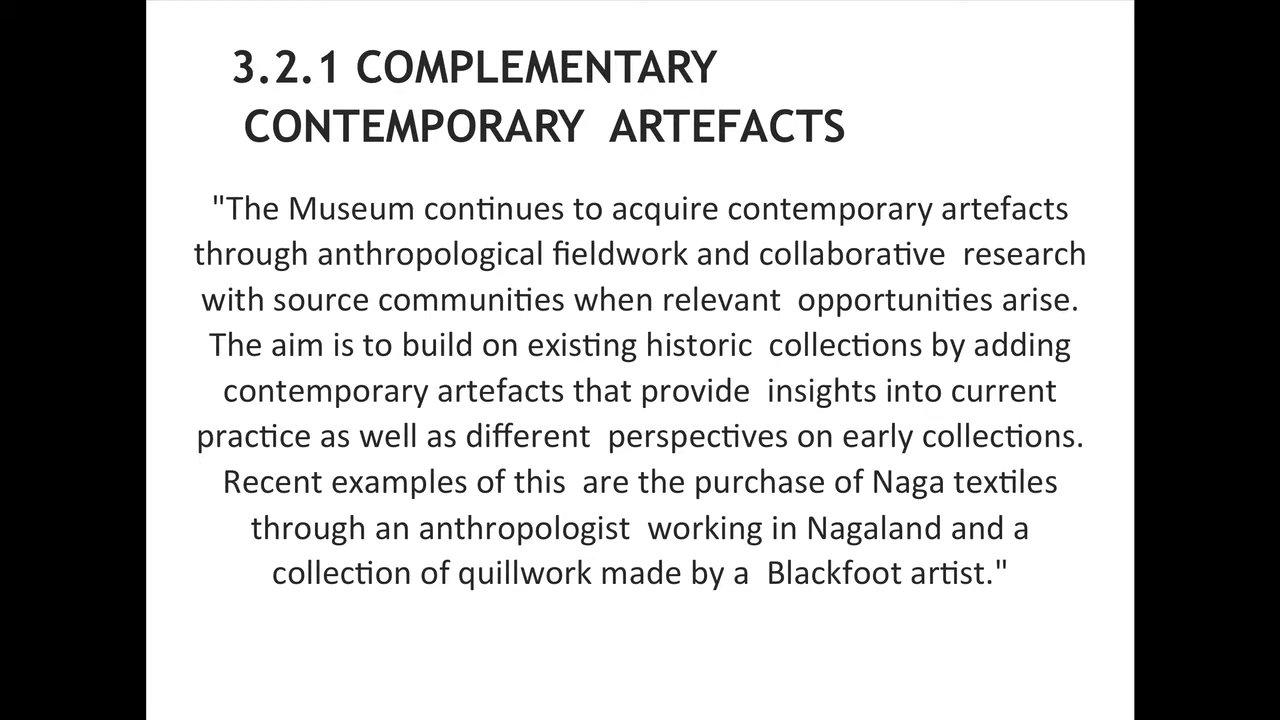 3.2.1 COMPLEMENTARY
CONTEMPORARY ARTEFACTS
"The Museum continues to acquire contemporary artefacts
through anthropological fieldwork and collaborative research
with source communities when relevant opportunities arise.
The aim is to build on existing historic collections by adding
contemporary artefacts that provide insights into current
practice as well as different perspectives on early collections.
Recent examples of this are the purchase of Naga textiles
through an anthropologist working in Nagaland and a
collection of quillwork made by a Blackfoot artist."